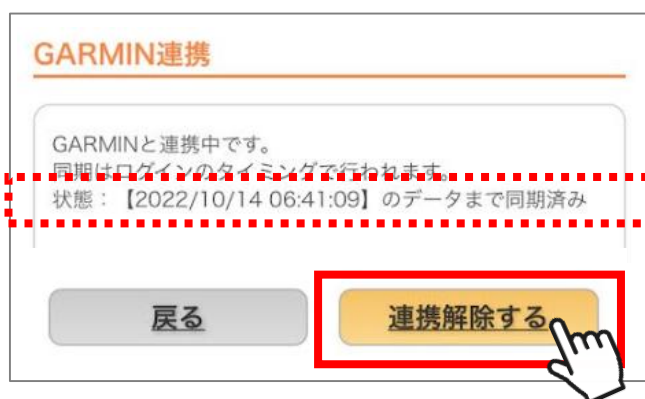 GARMIN連携
GARMINと連携中です。
同期はログインのタイミングで行われます。
状態：【2022/10/14 06:41:09】のデータまで同期済み
戻る
連携解除する